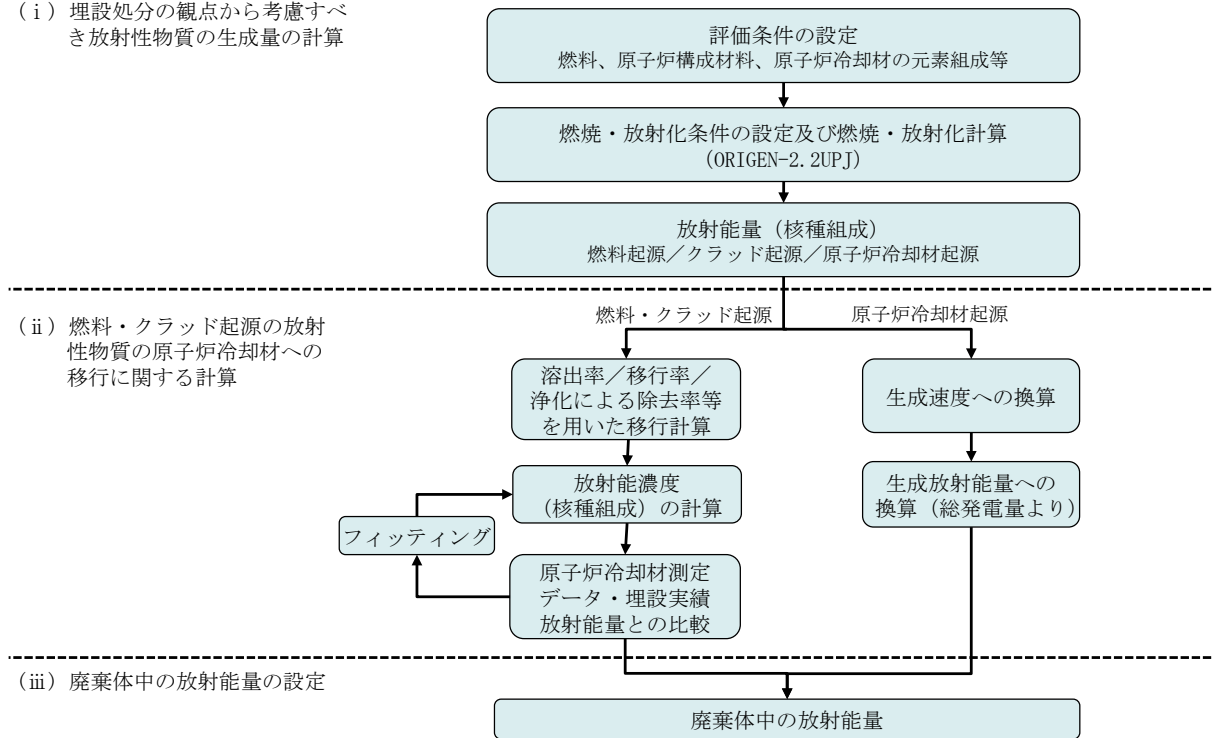 （ⅰ）埋設処分の観点から考慮すべ
き放射性物質の生成量の計算
評価条件の設定
燃料、原子炉構成材料、原子炉冷却材の元素組成等
燃焼・放射化条件の設定及び燃焼・放射化計算
（ORIGEN-2.2UPJ）
放射能量（核種組成）
燃料起源／クラッド起源／原子炉冷却材起源
（ⅱ）燃料・クラッド起源の放射
性物質の原子炉冷却材への
移行に関する計算
燃料・クラッド起源
原子炉冷却材起源
溶出率／移行率／
浄化による除去率等
を用いた移行計算
生成速度への換算
放射能濃度
（核種組成）の計算
生成放射能量への
換算（総発電量より）
フィッティング
原子炉冷却材測定
データ・埋設実績
放射能量との比較
（ⅲ）廃棄体中の放射能量の設定
廃棄体中の放射能量